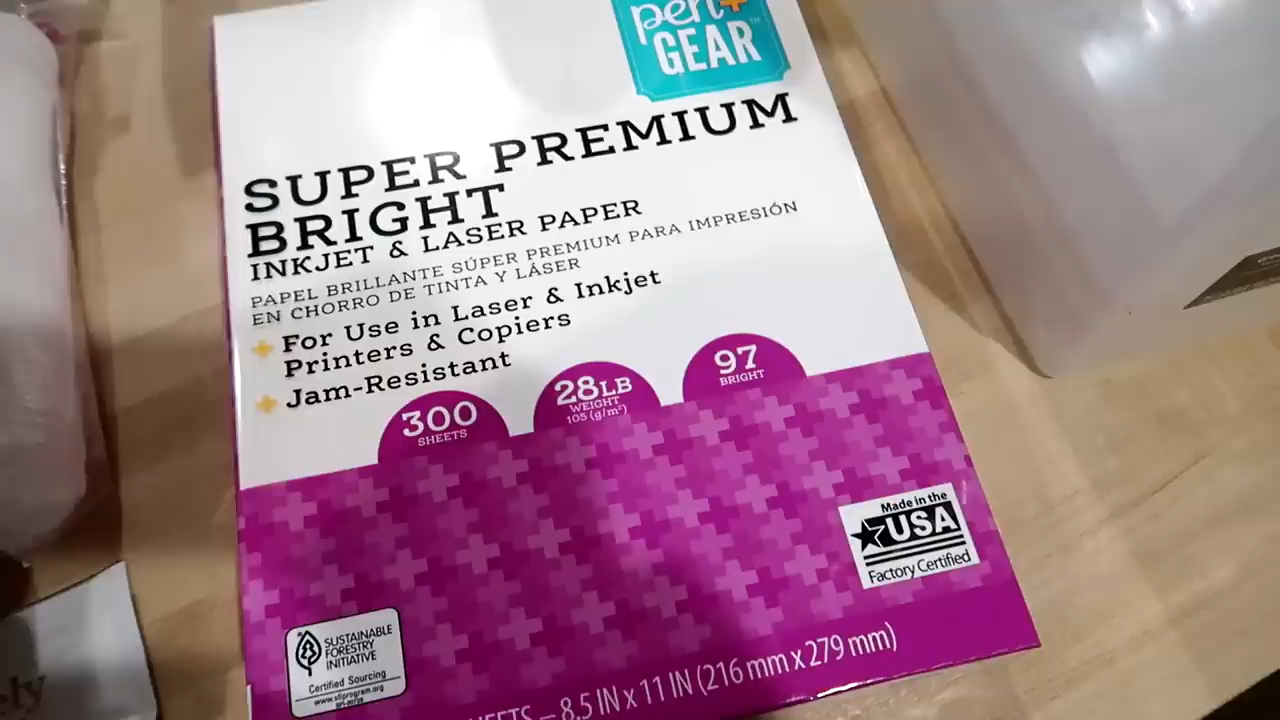 pen+
GEAR™
SUPER PREMIUM
BRIGHT
INKJET & LASER PAPER
PAPEL BRILLANTE SÚPER PREMIUM PARA IMPRESIÓN
EN CHORRO DE TINTA Y LÁSER
For Use in Laser & Inkjet
Printers & Copiers
Jam-Resistant
300
SHEETS
28LB
WEIGHT
105 (g/m²)
97
BRIGHT
Made in the
USA
Factory Certified
SUSTAINABLE
FORESTRY
INITIATIVE
Certified Sourcing
www.sfiprogram.org
– 8.5 IN x 11 IN (216 mm x 279 mm)